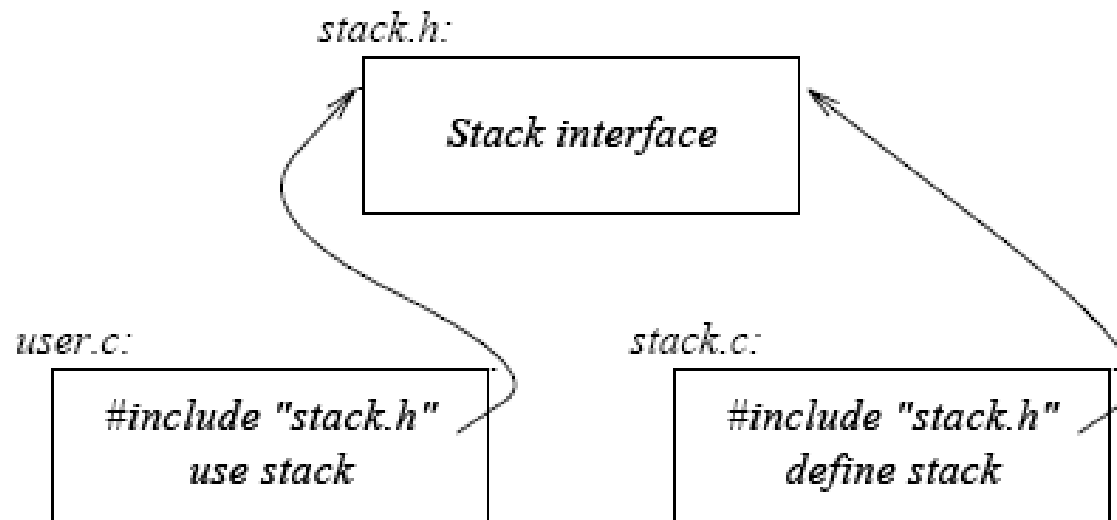 stack.h:
Stack interface
user.c:
#include "stack.h"
use stack
stack.c:
#include "stack.h"
define stack